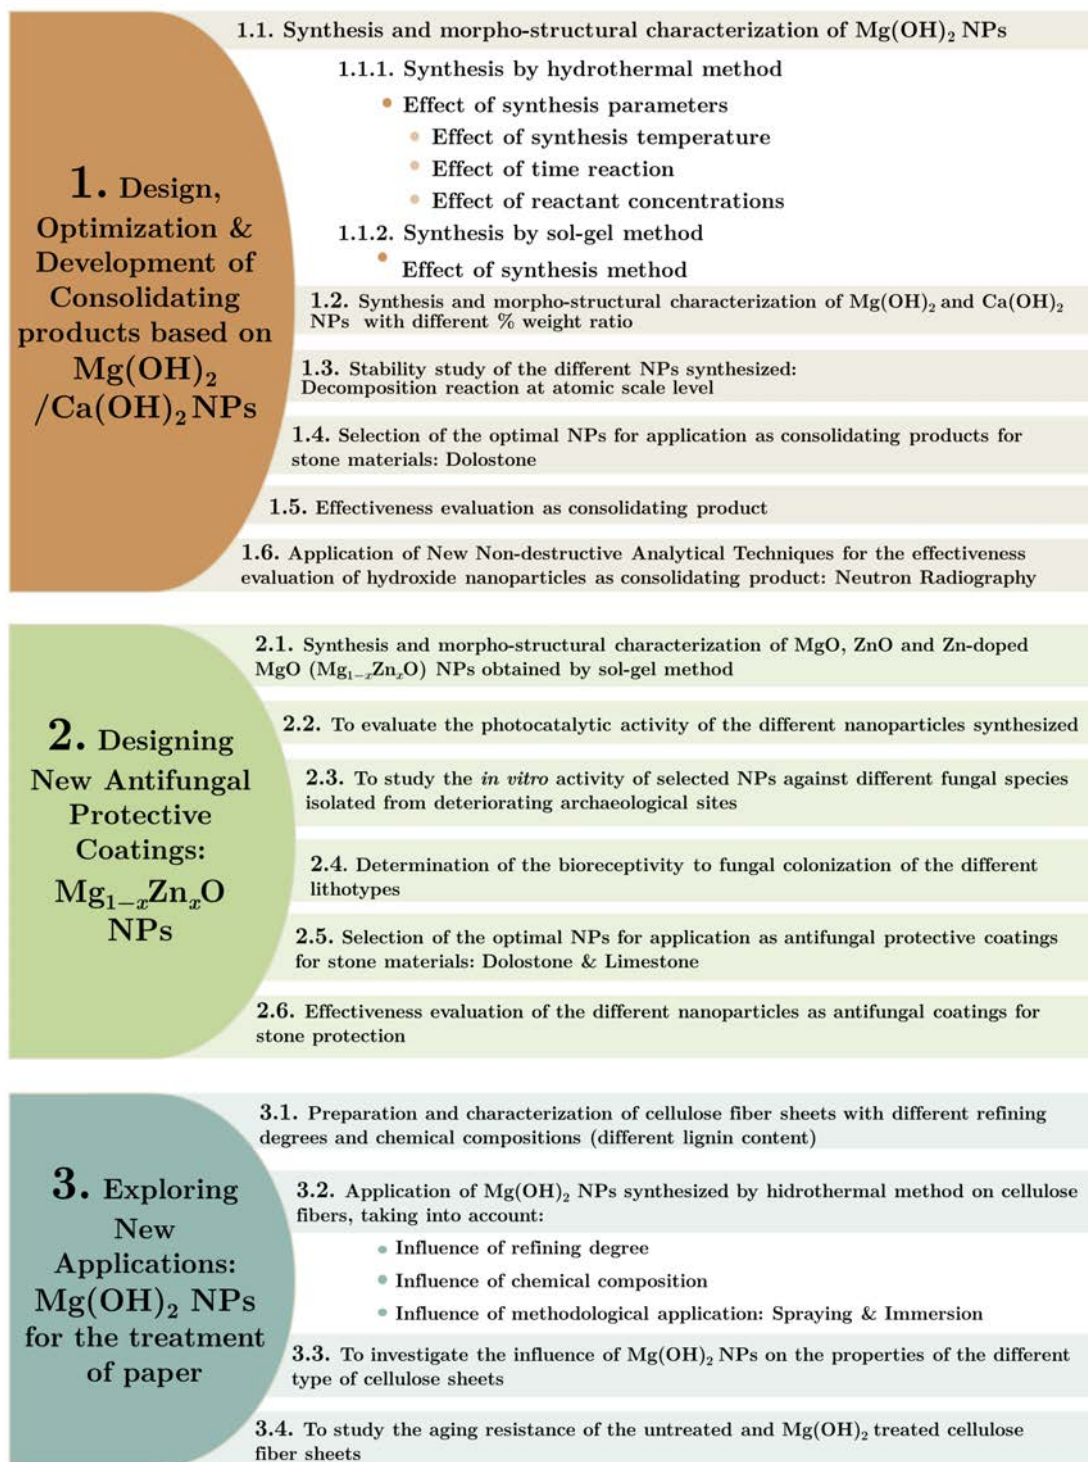 1. Design,
Optimization &
Development of
Consolidating
products based on
Mg(OH)₂
/Ca(OH)₂ NPs
1.1. Synthesis and morpho-structural characterization of Mg(OH)₂ NPs
1.1.1. Synthesis by hydrothermal method
• Effect of synthesis parameters
• Effect of synthesis temperature
• Effect of time reaction
• Effect of reactant concentrations
1.1.2. Synthesis by sol-gel method
• Effect of synthesis method
1.2. Synthesis and morpho-structural characterization of Mg(OH)₂ and Ca(OH)₂
NPs with different % weight ratio
1.3. Stability study of the different NPs synthesized:
Decomposition reaction at atomic scale level
1.4. Selection of the optimal NPs for application as consolidating products for
stone materials: Dolostone
1.5. Effectiveness evaluation as consolidating product
1.6. Application of New Non-destructive Analytical Techniques for the effectiveness
evaluation of hydroxide nanoparticles as consolidating product: Neutron Radiography
2. Designing
New Antifungal
Protective
Coatings:
Mg₁₋ₓZnₓO
NPs
2.1. Synthesis and morpho-structural characterization of MgO, ZnO and Zn-doped
MgO (Mg₁₋ₓZnₓO) NPs obtained by sol-gel method
2.2. To evaluate the photocatalytic activity of the different nanoparticles synthesized
2.3. To study the in vitro activity of selected NPs against different fungal species
isolated from deteriorating archaeological sites
2.4. Determination of the bioreceptivity to fungal colonization of the different
lithotypes
2.5. Selection of the optimal NPs for application as antifungal protective coatings
for stone materials: Dolostone & Limestone
2.6. Effectiveness evaluation of the different nanoparticles as antifungal coatings for
stone protection
3. Exploring
New
Applications:
Mg(OH)₂ NPs
for the treatment
of paper
3.1. Preparation and characterization of cellulose fiber sheets with different refining
degrees and chemical compositions (different lignin content)
3.2. Application of Mg(OH)₂ NPs synthesized by hidrothermal method on cellulose
fibers, taking into account:
• Influence of refining degree
• Influence of chemical composition
• Influence of methodological application: Spraying & Immersion
3.3. To investigate the influence of Mg(OH)₂ NPs on the properties of the different
type of cellulose sheets
3.4. To study the aging resistance of the untreated and Mg(OH)₂ treated cellulose
fiber sheets